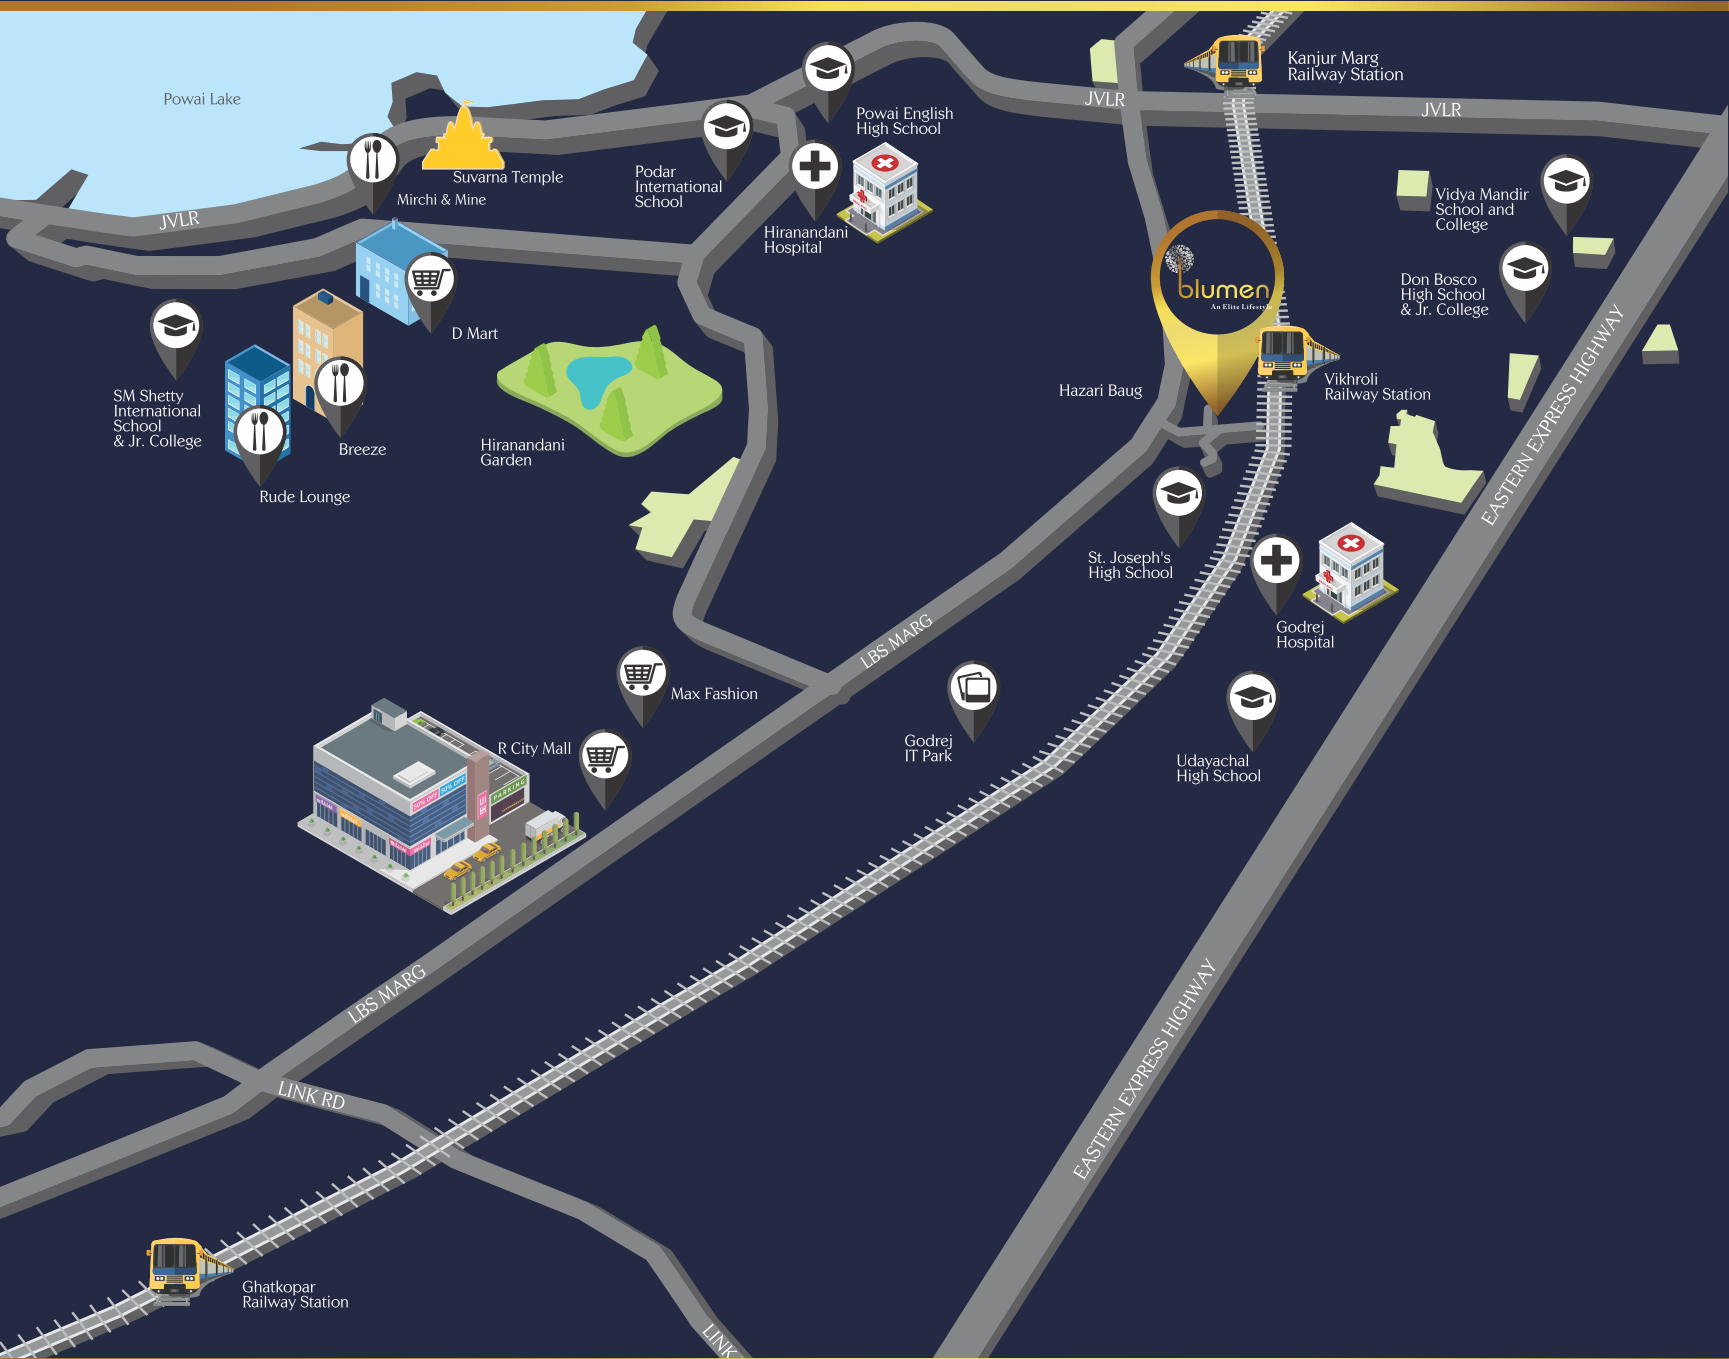 Kanjur Marg
Railway Station
Powai Lake
JVLR
JVLR
Powai English
High School
Suvarna Temple
Podar
International
School
Mirchi & Mine
Vidya Mandir
School and
College
JVLR
Hiranandani
Hospital
blumen
An Elite Lifestyle
Don Bosco
High School
& Jr. College
D Mart
EASTERN EXPRESS HIGHWAY
Vikhroli
Railway Station
Hazari Baug
SM Shetty
International
School
& Jr. College
Breeze
Hiranandani
Garden
Rude Lounge
St. Joseph's
High School
Godrej
Hospital
LBS MARG
Max Fashion
R City Mall
Godrej
IT Park
Udayachal
High School
50% OFF
50% OFF
PARKING
LBS MARG
EASTERN EXPRESS HIGHWAY
LINK RD
Ghatkopar
Railway Station
LINK